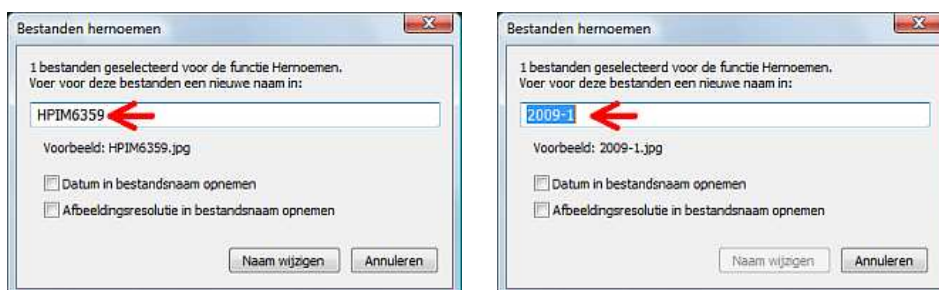 Bestanden hernoemen
1 bestanden geselecteerd voor de functie Hernoemen.
Voer voor deze bestanden een nieuwe naam in:
HPIM6359
Voorbeeld: HPIM6359.jpg
Datum in bestandsnaam opnemen
Afbeeldingsresolutie in bestandsnaam opnemen
Naam wijzigen Annuleren
Bestanden hernoemen
1 bestanden geselecteerd voor de functie Hernoemen.
Voer voor deze bestanden een nieuwe naam in:
2009-1
Voorbeeld: 2009-1.jpg
Datum in bestandsnaam opnemen
Afbeeldingsresolutie in bestandsnaam opnemen
Naam wijzigen Annuleren